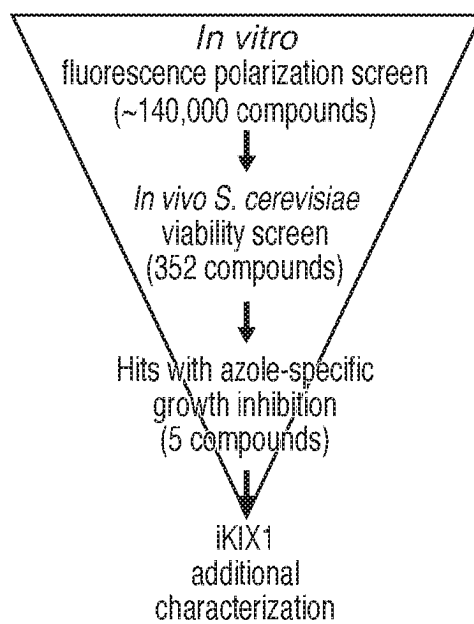 In vitro
fluorescence polarization screen
(~140,000 compounds)
In vivo S. cerevisiae
viability screen
(352 compounds)
Hits with azole-specific
growth inhibition
(5 compounds)
iKIX1
additional
characterization